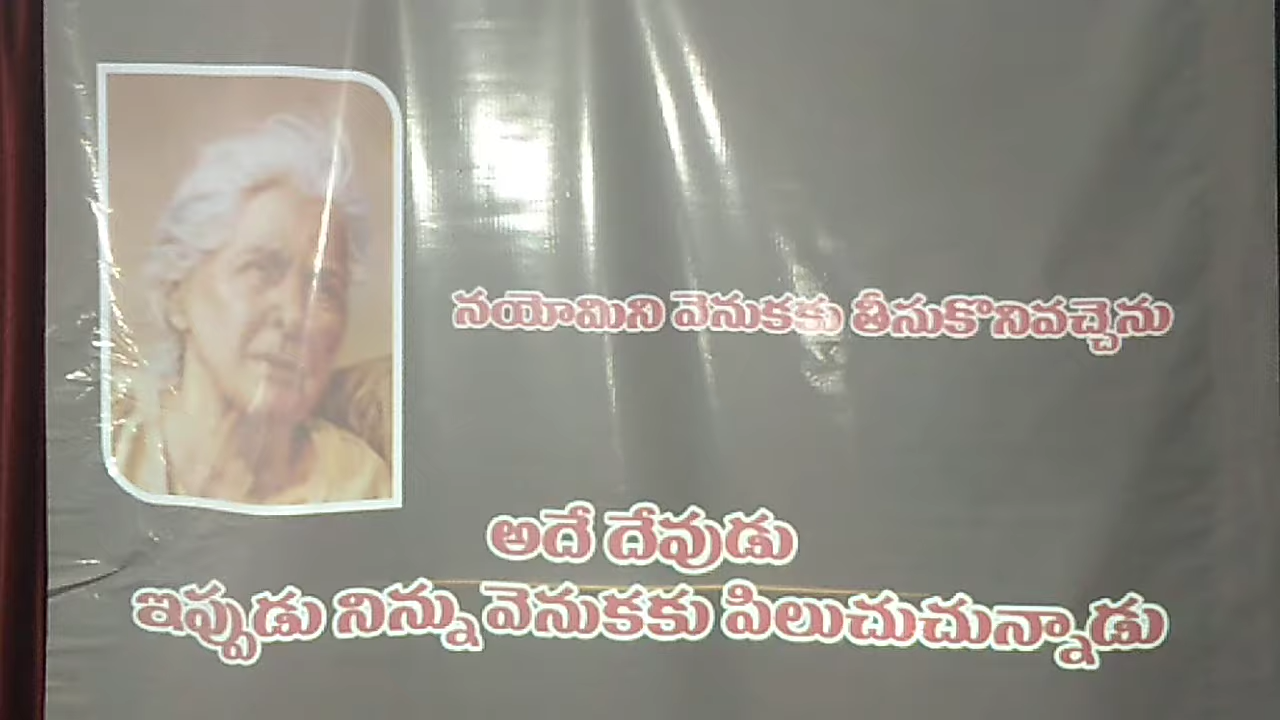 నయోమిని వెనుకకు తీసుకొనివచ్చెను
అదే దేవుడు
ఇప్పుడు నిన్ను వెనుకకు పిలుచుచున్నాడు